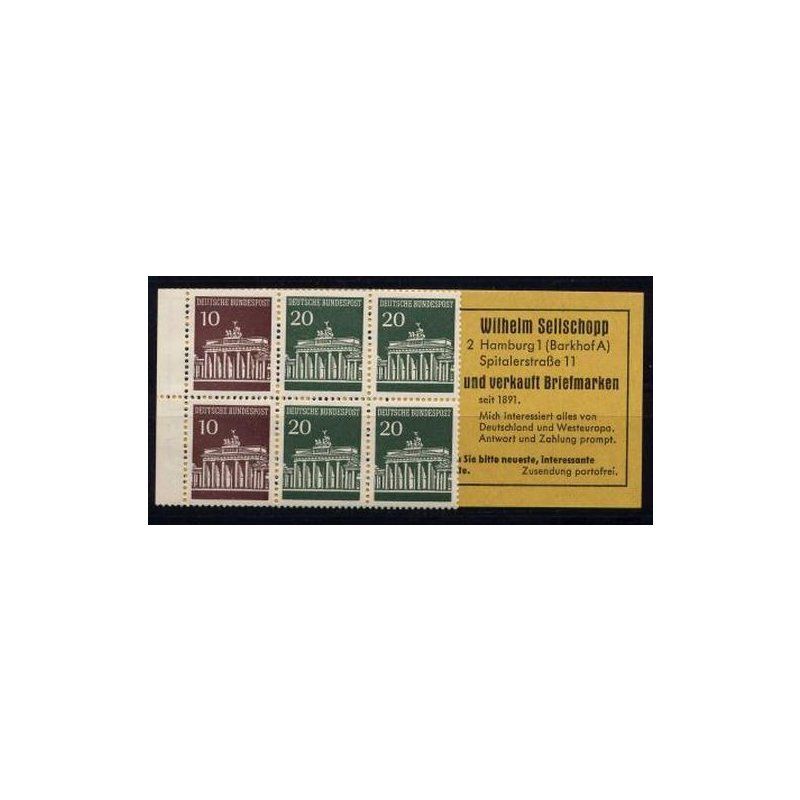 DEUTSCHE BUNDESPOST DEUTSCHE BUNDESPOST DEUTSCHE BUNDESPOST
10 20 20
DEUTSCHE BUNDESPOST DEUTSCHE BUNDESPOST DEUTSCHE BUNDESPOST
10 20 20
Wilhelm Sellschopp
2 Hamburg 1 (Barkhof A)
Spitalerstraße 11
und verkauft Briefmarken
seit 1891.
Mich interessiert alles von
Deutschland und Westeuropa.
Antwort und Zahlung prompt.
Sie bitte neueste, interessante
Zusendung portofrei.